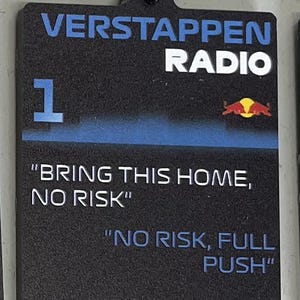 VERSTAPPEN
RADIO
1
"BRING THIS HOME,
NO RISK"
"NO RISK, FULL
PUSH"